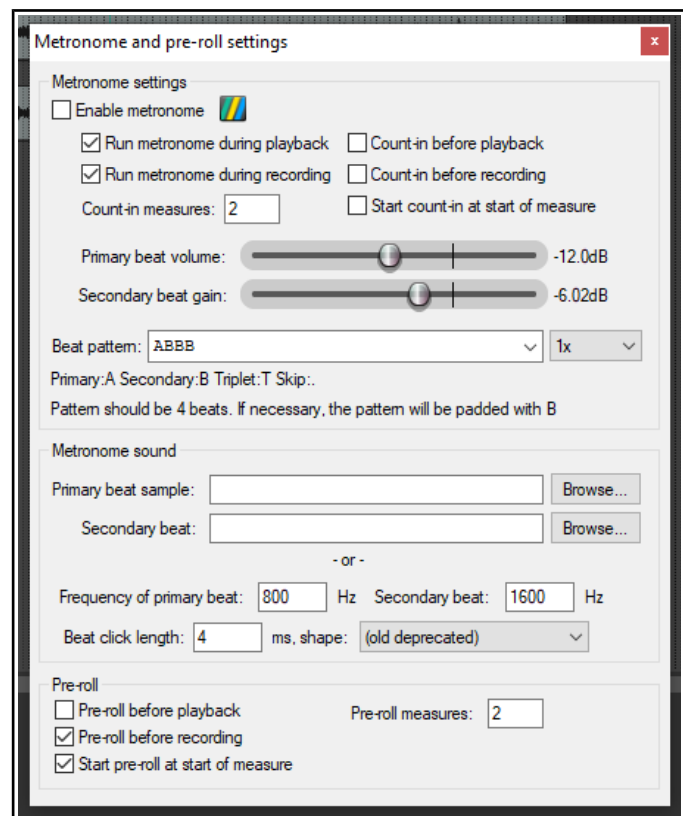 Metronome and pre-roll settings
x
Metronome settings
Enable metronome
Run metronome during playback Count-in before playback
Run metronome during recording Count-in before recording
Count-in measures: 2 Start count-in at start of measure
Primary beat volume: -12.0dB
Secondary beat gain: -6.02dB
Beat pattern: ABBB 1x
Primary:A Secondary:B Triplet:T Skip:.
Pattern should be 4 beats. If necessary, the pattern will be padded with B
Metronome sound
Primary beat sample: Browse...
Secondary beat: Browse...
- or -
Frequency of primary beat: 800 Hz Secondary beat: 1600 Hz
Beat click length: 4 ms, shape: (old deprecated)
Pre-roll
Pre-roll before playback Pre-roll measures: 2
Pre-roll before recording
Start pre-roll at start of measure